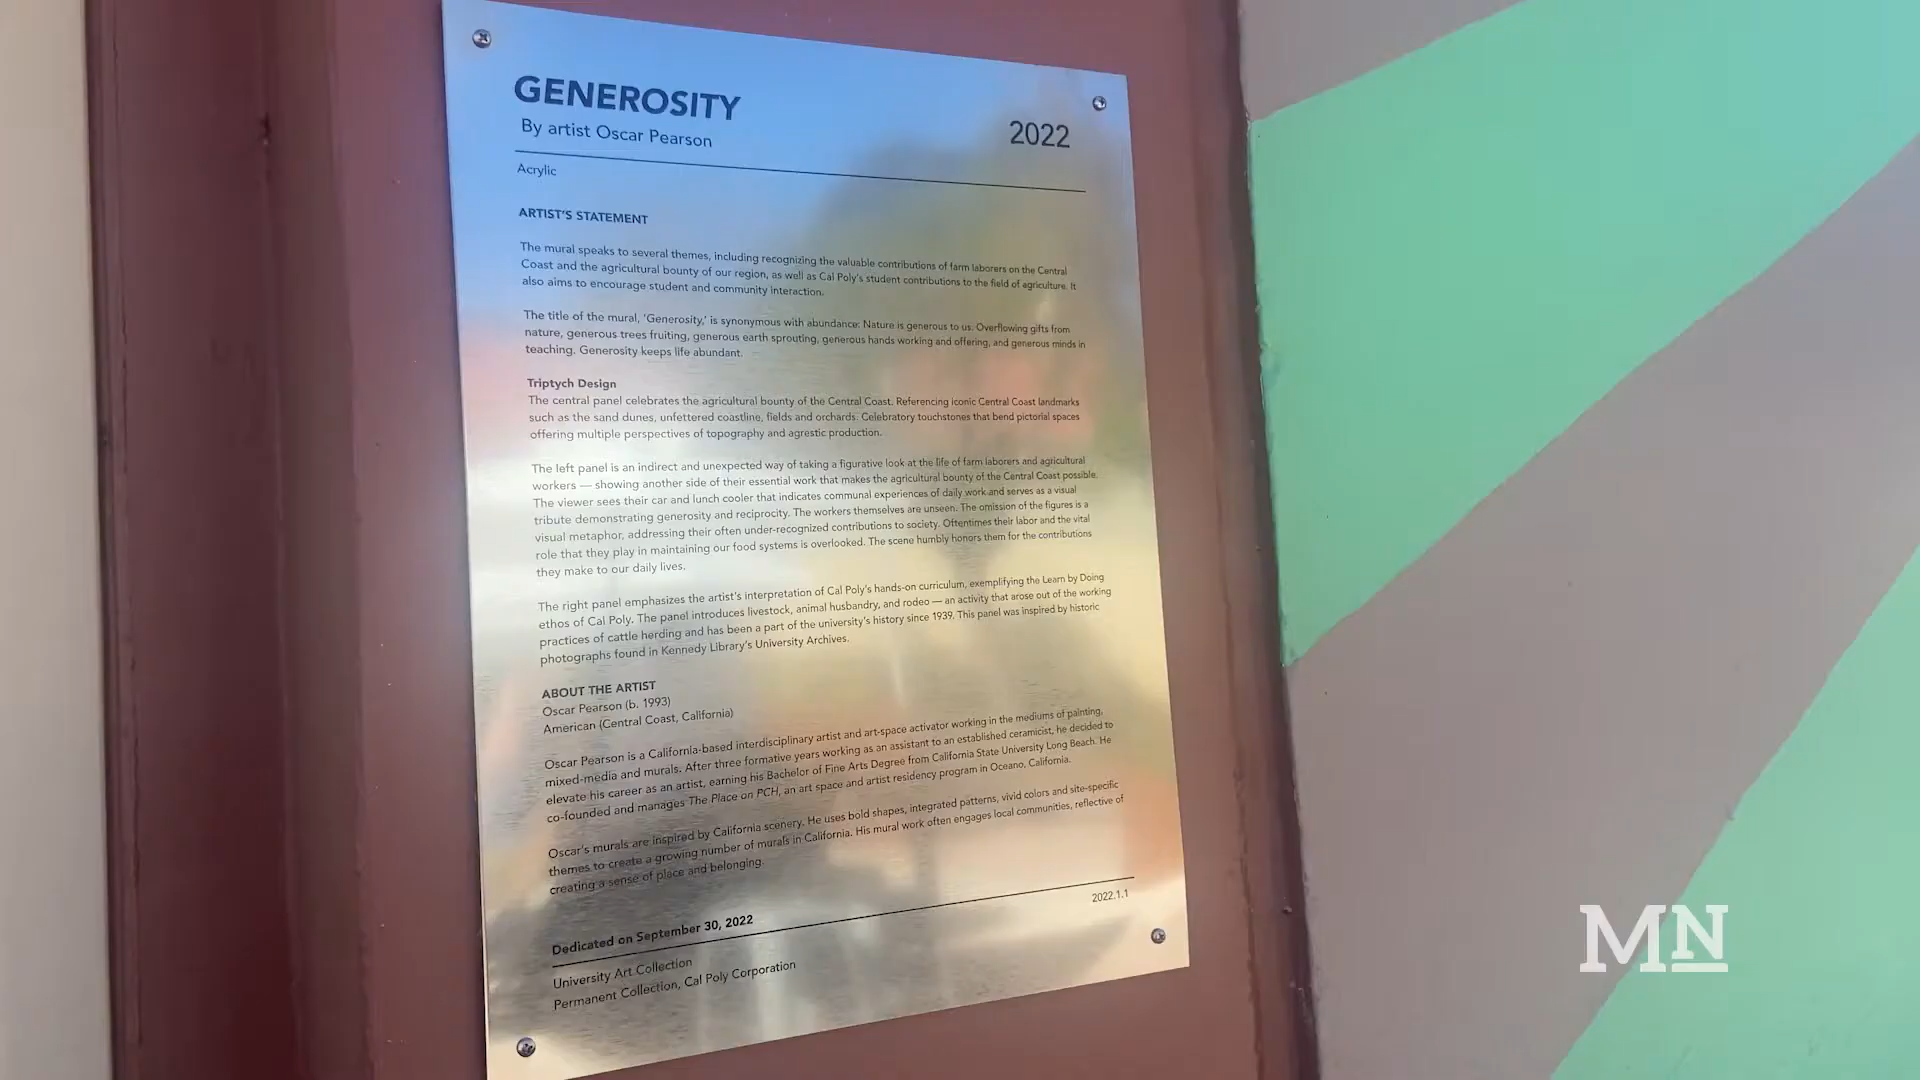 GENEROSITY
By artist Oscar Pearson
2022
Acrylic
ARTIST'S STATEMENT
The mural speaks to several themes, including recognizing the valuable contributions of farm laborers on the Central
Coast and the agricultural bounty of our region, as well as Cal Poly's student contributions to the field of agriculture. It
also aims to encourage student and community interaction.
The title of the mural, 'Generosity,' is synonymous with abundance: Nature is generous to us. Overflowing gifts from
nature, generous trees fruiting, generous earth sprouting, generous hands working and offering, and generous minds in
teaching. Generosity keeps life abundant.
Triptych Design
The central panel celebrates the agricultural bounty of the Central Coast. Referencing iconic Central Coast landmarks
such as the sand dunes, unfettered coastline, fields and orchards. Celebratory touchstones that bend pictorial spaces
offering multiple perspectives of topography and agrestic production.
The left panel is an indirect and unexpected way of taking a figurative look at the life of farm laborers and agricultural
workers — showing another side of their essential work that makes the agricultural bounty of the Central Coast possible.
The viewer sees their car and lunch cooler that indicates communal experiences of daily work and serves as a visual
tribute demonstrating generosity and reciprocity. The workers themselves are unseen. The omission of the figures is a
visual metaphor, addressing their often under-recognized contributions to society. Oftentimes their labor and the vital
role that they play in maintaining our food systems is overlooked. The scene humbly honors them for the contributions
they make to our daily lives.
The right panel emphasizes the artist's interpretation of Cal Poly's hands-on curriculum, exemplifying the Learn by Doing
ethos of Cal Poly. The panel introduces livestock, animal husbandry, and rodeo — an activity that arose out of the working
practices of cattle herding and has been a part of the university's history since 1939. This panel was inspired by historic
photographs found in Kennedy Library's University Archives.
ABOUT THE ARTIST
Oscar Pearson (b. 1993)
American (Central Coast, California)
Oscar Pearson is a California-based interdisciplinary artist and art-space activator working in the mediums of painting,
mixed-media and murals. After three formative years working as an assistant to an established ceramicist, he decided to
elevate his career as an artist, earning his Bachelor of Fine Arts Degree from California State University Long Beach. He
co-founded and manages The Place on PCH, an art space and artist residency program in Oceano, California.
Oscar's murals are inspired by California scenery. He uses bold shapes, integrated patterns, vivid colors and site-specific
themes to create a growing number of murals in California. His mural work often engages local communities, reflective of
creating a sense of place and belonging.
2022.1.1
Dedicated on September 30, 2022
University Art Collection
Permanent Collection, Cal Poly Corporation
MN